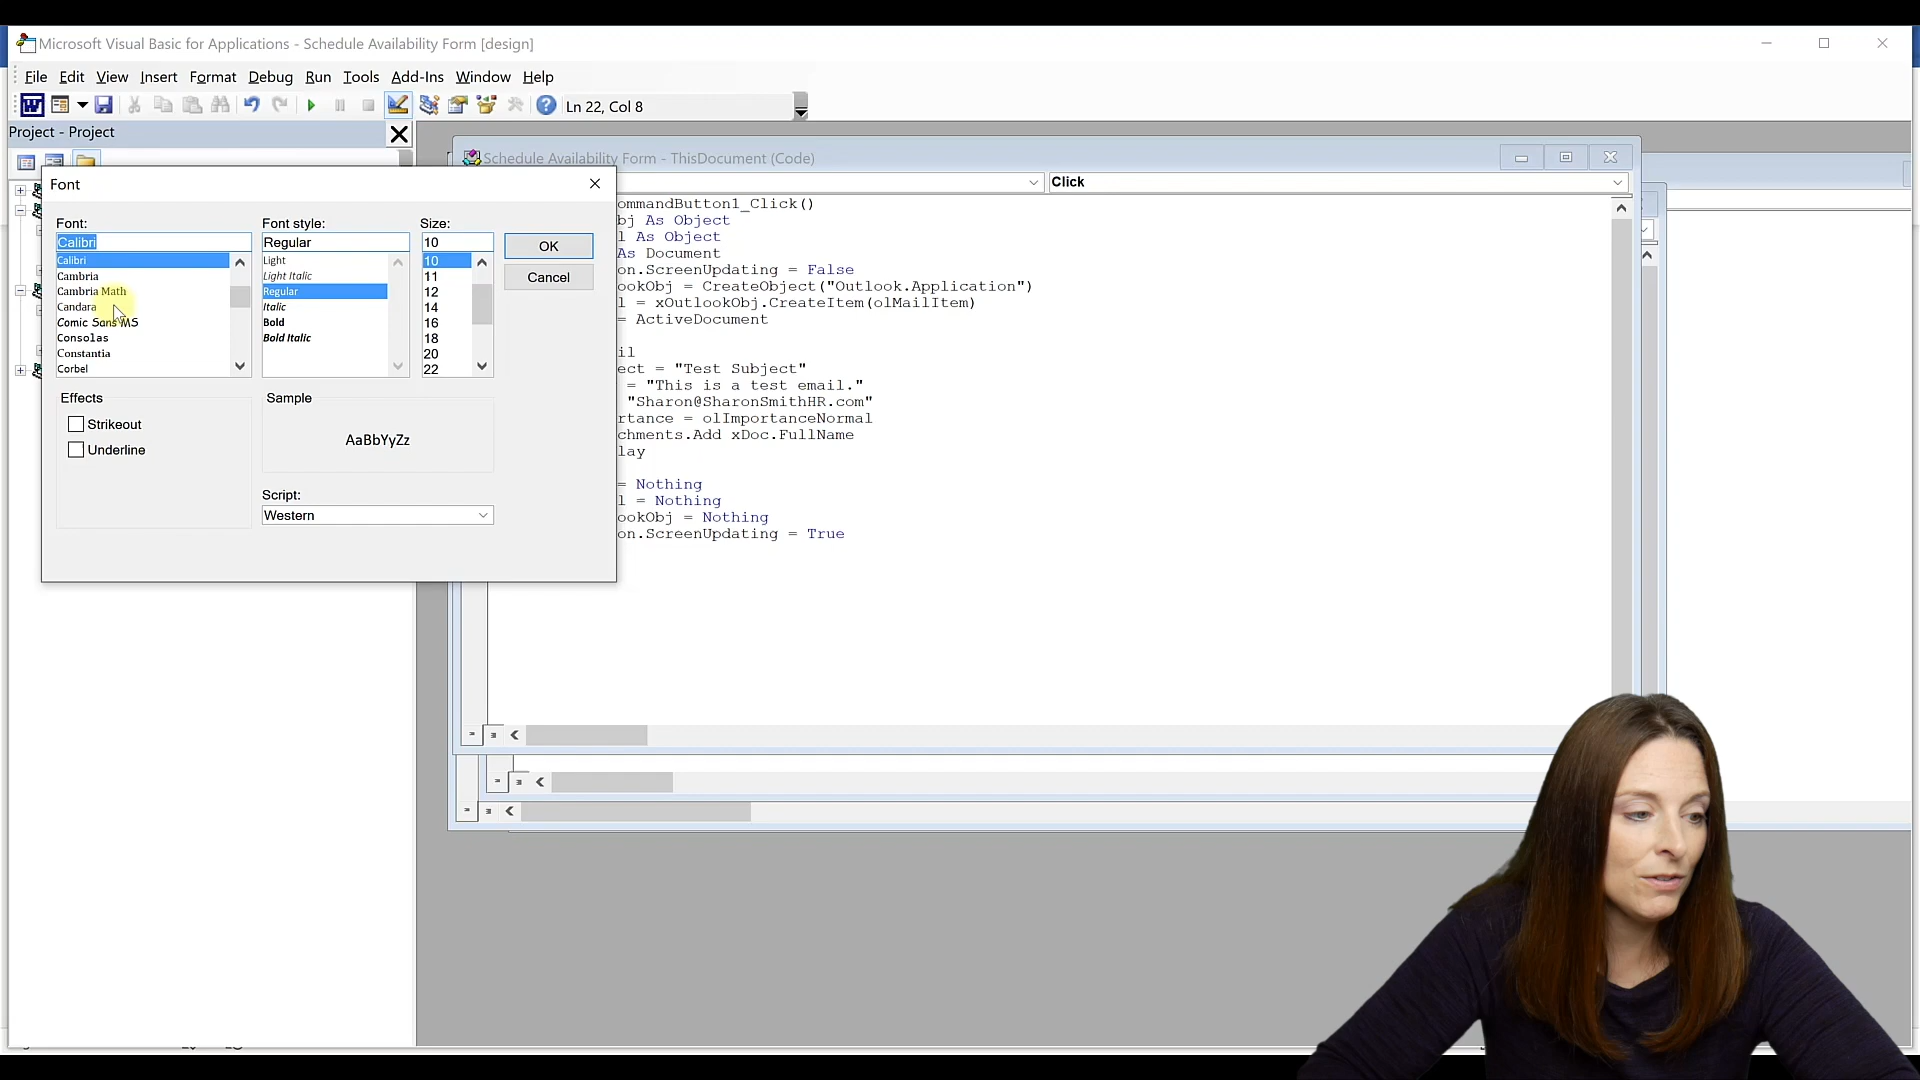 Microsoft Visual Basic for Applications - Schedule Availability Form [design]
File Edit View Insert Format Debug Run Tools Add-Ins Window Help
Ln 22, Col 8
Project - Project
Schedule Availability Form - ThisDocument (Code)
Click
Font
Font:
Calibri
Calibri
Cambria
Cambria Math
Candara
Comic Sans MS
Consolas
Constantia
Corbel
Font style:
Regular
Light
Light Italic
Regular
Italic
Bold
Bold Italic
Size:
10
10
11
12
14
16
18
20
22
OK
Cancel
Effects
Strikeout
Underline
Sample
AaBbYyZz
Script:
Western
ommandButton1_Click()
bj As Object
l As Object
As Document
on.ScreenUpdating = False
ookObj = CreateObject("Outlook.Application")
l = xOutlookObj.CreateItem(olMailItem)
= ActiveDocument
il
ect = "Test Subject"
= "This is a test email."
"Sharon@SharonSmithHR.com"
rtance = olImportanceNormal
chments.Add xDoc.FullName
lay
= Nothing
l = Nothing
ookObj = Nothing
on.ScreenUpdating = True